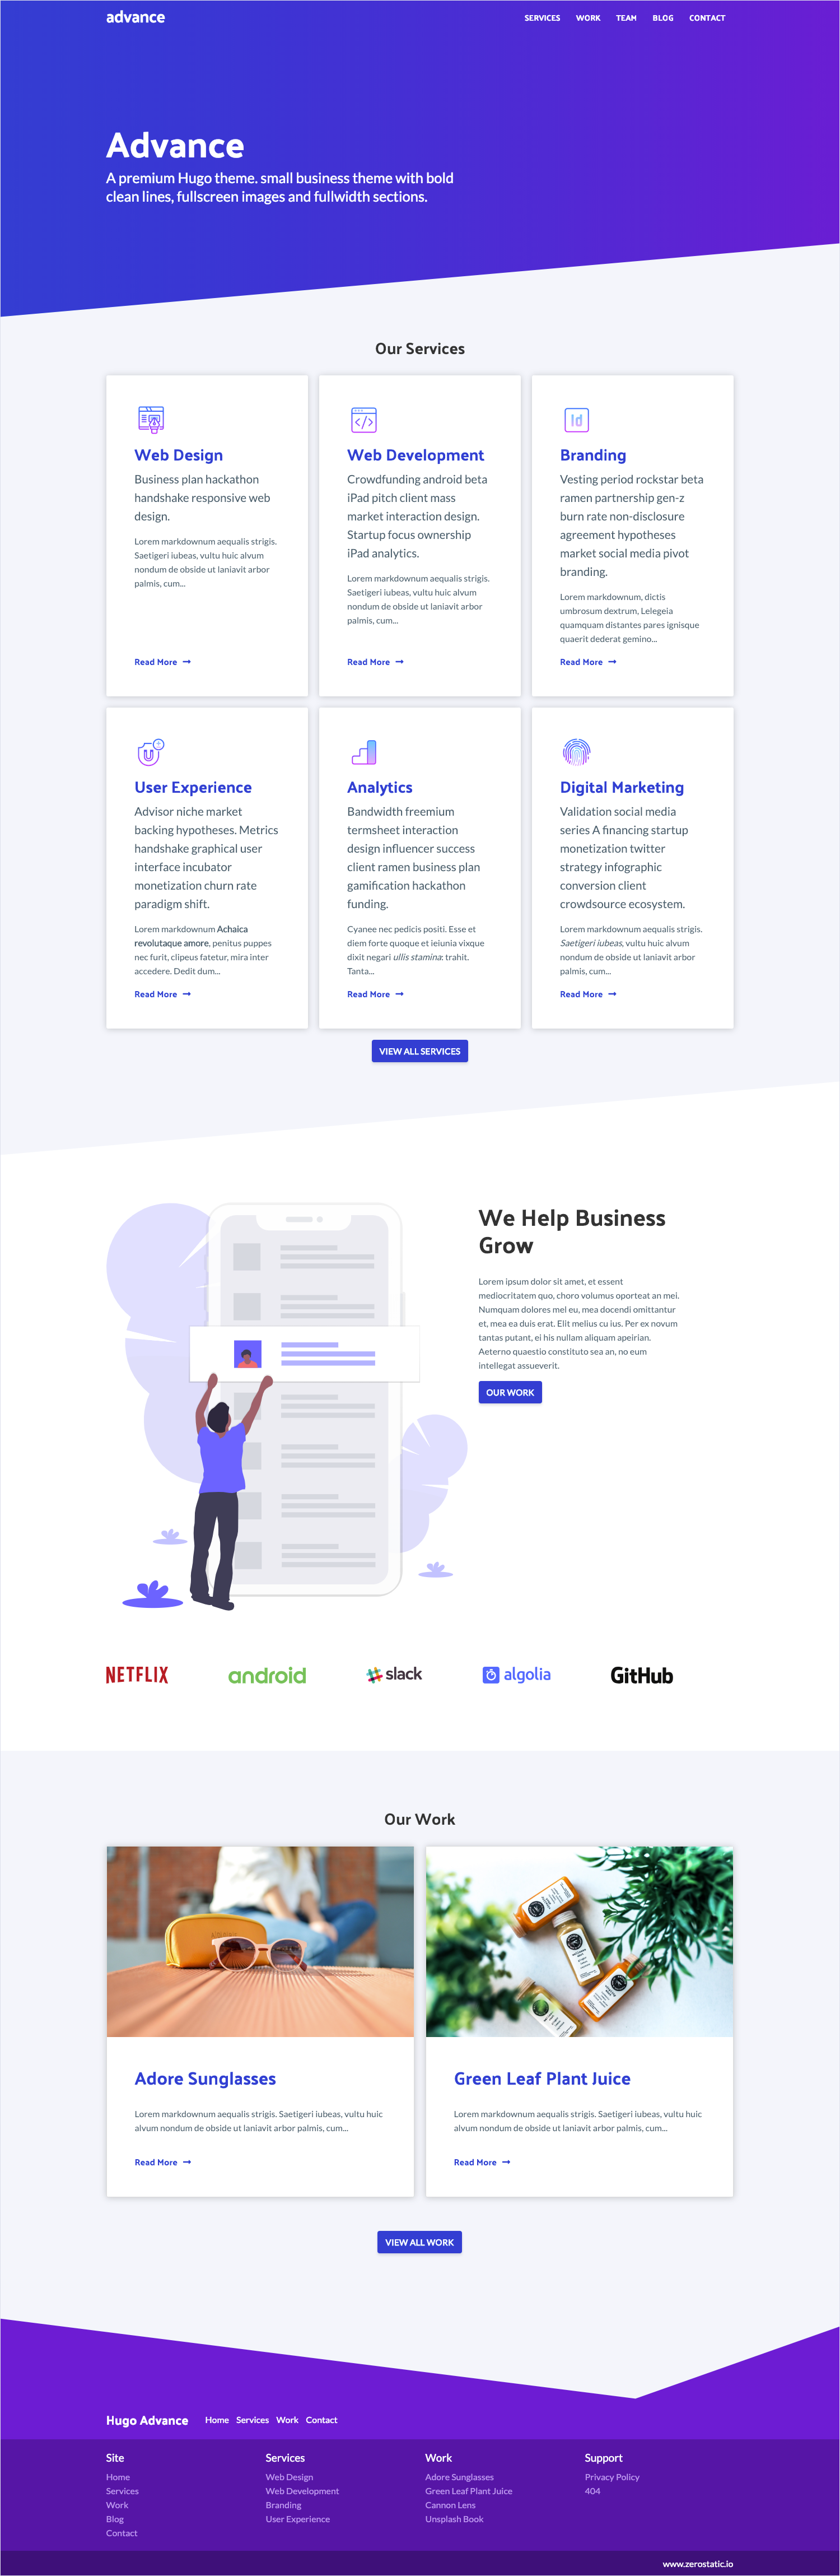 advance
SERVICES WORK TEAM BLOG CONTACT
Advance
A premium Hugo theme. small business theme with bold
clean lines, fullscreen images and fullwidth sections.
Our Services
Web Design
Business plan hackathon
handshake responsive web
design.
Lorem markdownum aequalis strigis.
Saetigeri iubeas, vultu huic alvum
nondum de obside ut laniavit arbor
palmis, cum...
Read More
Web Development
Crowdfunding android beta
iPad pitch client mass
market interaction design.
Startup focus ownership
iPad analytics.
Lorem markdownum aequalis strigis.
Saetigeri iubeas, vultu huic alvum
nondum de obside ut laniavit arbor
palmis, cum...
Read More
Id
Branding
Vesting period rockstar beta
ramen partnership gen-z
burn rate non-disclosure
agreement hypotheses
market social media pivot
branding.
Lorem markdownum, dictis
umbrosum dextrum, Lelegeia
quamquam distantes pares ignisque
quaerit dederat gemino...
Read More
User Experience
Advisor niche market
backing hypotheses. Metrics
handshake graphical user
interface incubator
monetization churn rate
paradigm shift.
Lorem markdownum Achaica
revolutaque amore, penitus puppes
nec furit, clipeus fatetur, mira inter
accedere. Dedit dum...
Read More
Analytics
Bandwidth freemium
termsheet interaction
design influencer success
client ramen business plan
gamification hackathon
funding.
Cyanee nec pedicis positi. Esse et
diem forte quoque et ieiunia vixque
dixit negari ullis stamina: trahit.
Tanta...
Read More
Digital Marketing
Validation social media
series A financing startup
monetization twitter
strategy infographic
conversion client
crowdsource ecosystem.
Lorem markdownum aequalis strigis.
Saetigeri iubeas, vultu huic alvum
nondum de obside ut laniavit arbor
palmis, cum...
Read More
VIEW ALL SERVICES
We Help Business
Grow
Lorem ipsum dolor sit amet, et essent
mediocritatem quo, choro volumus oporteat an mei.
Numquam dolores mel eu, mea docendi omittantur
et, mea ea duis erat. Elit melius cu ius. Per ex novum
tantas putant, ei his nullam aliquam apeirian.
Aeterno quaestio constituto sea an, no eum
intellegat assueverit.
OUR WORK
NETFLIX
android
slack
algolia
GitHub
Our Work
Adore Sunglasses
Lorem markdownum aequalis strigis. Saetigeri iubeas, vultu huic
alvum nondum de obside ut laniavit arbor palmis, cum...
Read More
Green Leaf Plant Juice
Lorem markdownum aequalis strigis. Saetigeri iubeas, vultu huic
alvum nondum de obside ut laniavit arbor palmis, cum...
Read More
VIEW ALL WORK
Hugo Advance Home Services Work Contact
Site
Home
Services
Work
Blog
Contact
Services
Web Design
Web Development
Branding
User Experience
Work
Adore Sunglasses
Green Leaf Plant Juice
Cannon Lens
Unsplash Book
Support
Privacy Policy
404
www.zerostatic.io